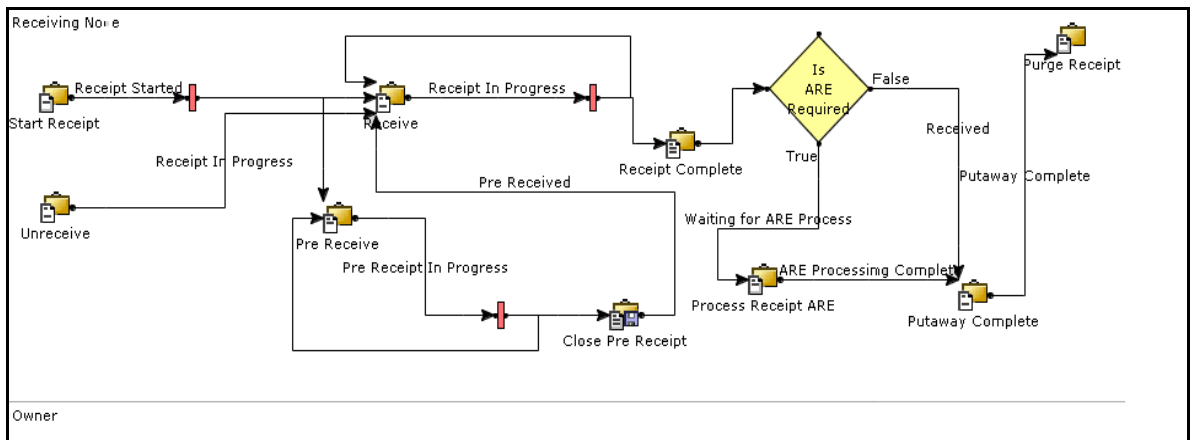 Receiving Node
Start Receipt
Receipt Started
Receive
Receipt In Progress
Receipt Complete
Is
ARE
Required
False
True
Received
Putaway Complete
Purge Receipt
Unreceive
Receipt In Progress
Pre Received
Pre Receive
Pre Receipt In Progress
Close Pre Receipt
Waiting for ARE Process
ARE Processing Complete
Process Receipt ARE
Putaway Complete
Owner